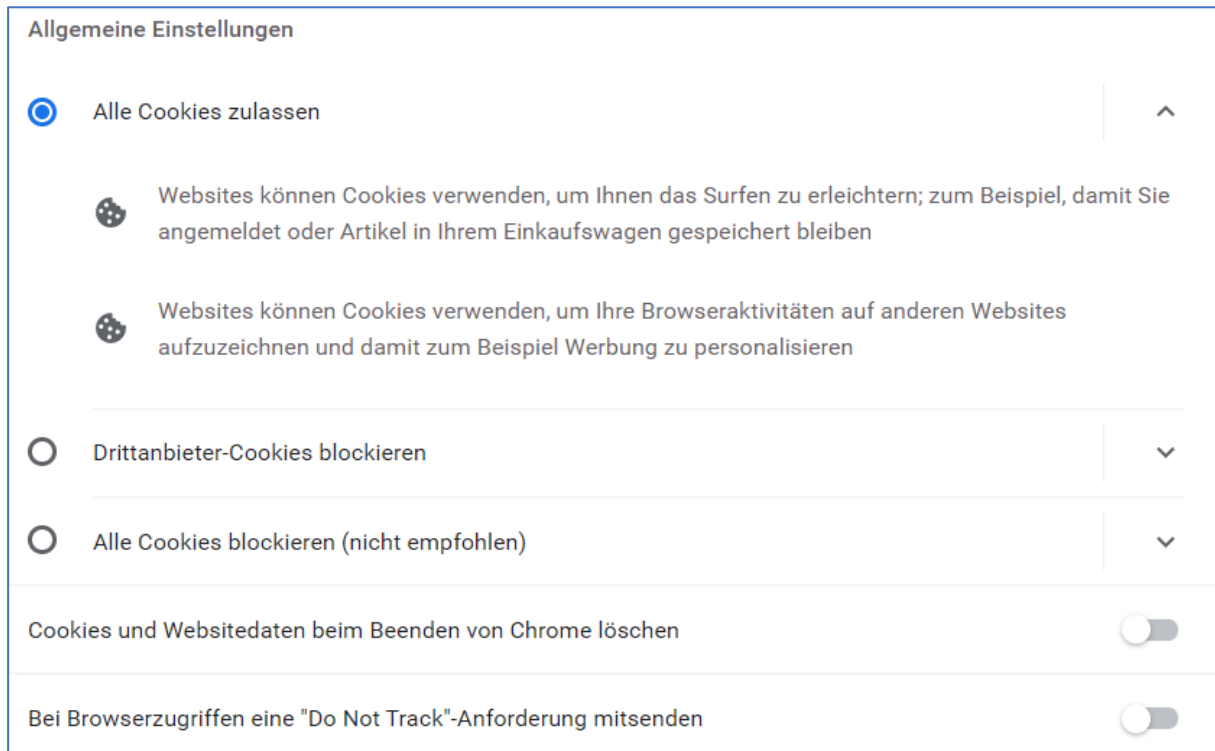 Allgemeine Einstellungen
Alle Cookies zulassen
Websites können Cookies verwenden, um Ihnen das Surfen zu erleichtern; zum Beispiel, damit Sie
angemeldet oder Artikel in Ihrem Einkaufswagen gespeichert bleiben
Websites können Cookies verwenden, um Ihre Browseraktivitäten auf anderen Websites
aufzuzeichnen und damit zum Beispiel Werbung zu personalisieren
Drittanbieter-Cookies blockieren
Alle Cookies blockieren (nicht empfohlen)
Cookies und Websitedaten beim Beenden von Chrome löschen
Bei Browserzugriffen eine "Do Not Track"-Anforderung mitsenden